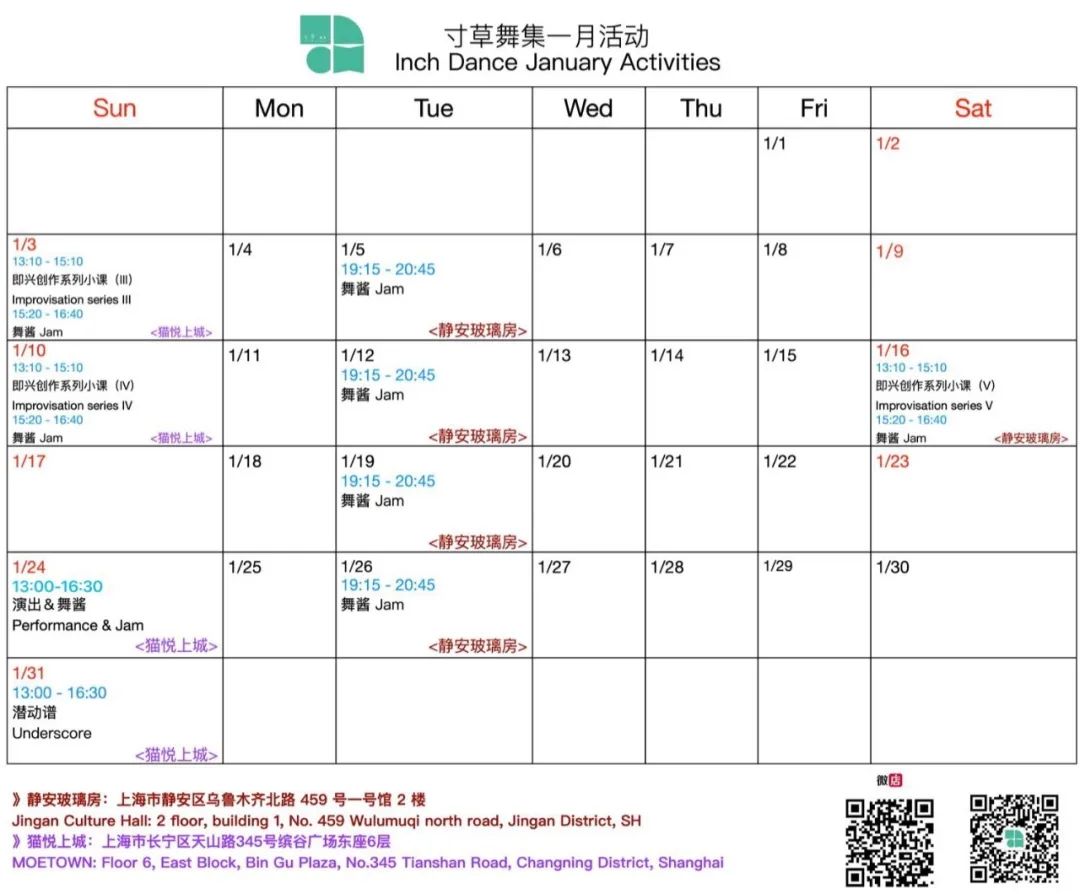 寸草舞集一月活动
Inch Dance January Activities
Sun Mon Tue Wed Thu Fri Sat
1/1
1/2
1/3
13:10 - 15:10
即兴创作系列小课（III）
Improvisation series III
15:20 - 16:40
舞酱 Jam
<猫悦上城>
1/4
1/5
19:15 - 20:45
舞酱 Jam
<静安玻璃房>
1/6
1/7
1/8
1/9
1/10
13:10 - 15:10
即兴创作系列小课（IV）
Improvisation series IV
15:20 - 16:40
舞酱 Jam
<猫悦上城>
1/11
1/12
19:15 - 20:45
舞酱 Jam
<静安玻璃房>
1/13
1/14
1/15
1/16
13:10 - 15:10
即兴创作系列小课（V）
Improvisation series V
15:20 - 16:40
舞酱 Jam
<静安玻璃房>
1/17
1/18
1/19
19:15 - 20:45
舞酱 Jam
<静安玻璃房>
1/20
1/21
1/22
1/23
1/24
13:00-16:30
演出＆舞酱
Performance & Jam
<猫悦上城>
1/25
1/26
19:15 - 20:45
舞酱 Jam
<静安玻璃房>
1/27
1/28
1/29
1/30
1/31
13:00 - 16:30
潜动谱
Underscore
<猫悦上城>
》静安玻璃房：上海市静安区乌鲁木齐北路 459 号一号馆 2 楼
Jingan Culture Hall: 2 floor, building 1, No. 459 Wulumuqi north road, Jingan District, SH
》猫悦上城：上海市长宁区天山路345号缤谷广场东座6层
MOETOWN: Floor 6, East Block, Bin Gu Plaza, No.345 Tianshan Road, Changning District, Shanghai
微店